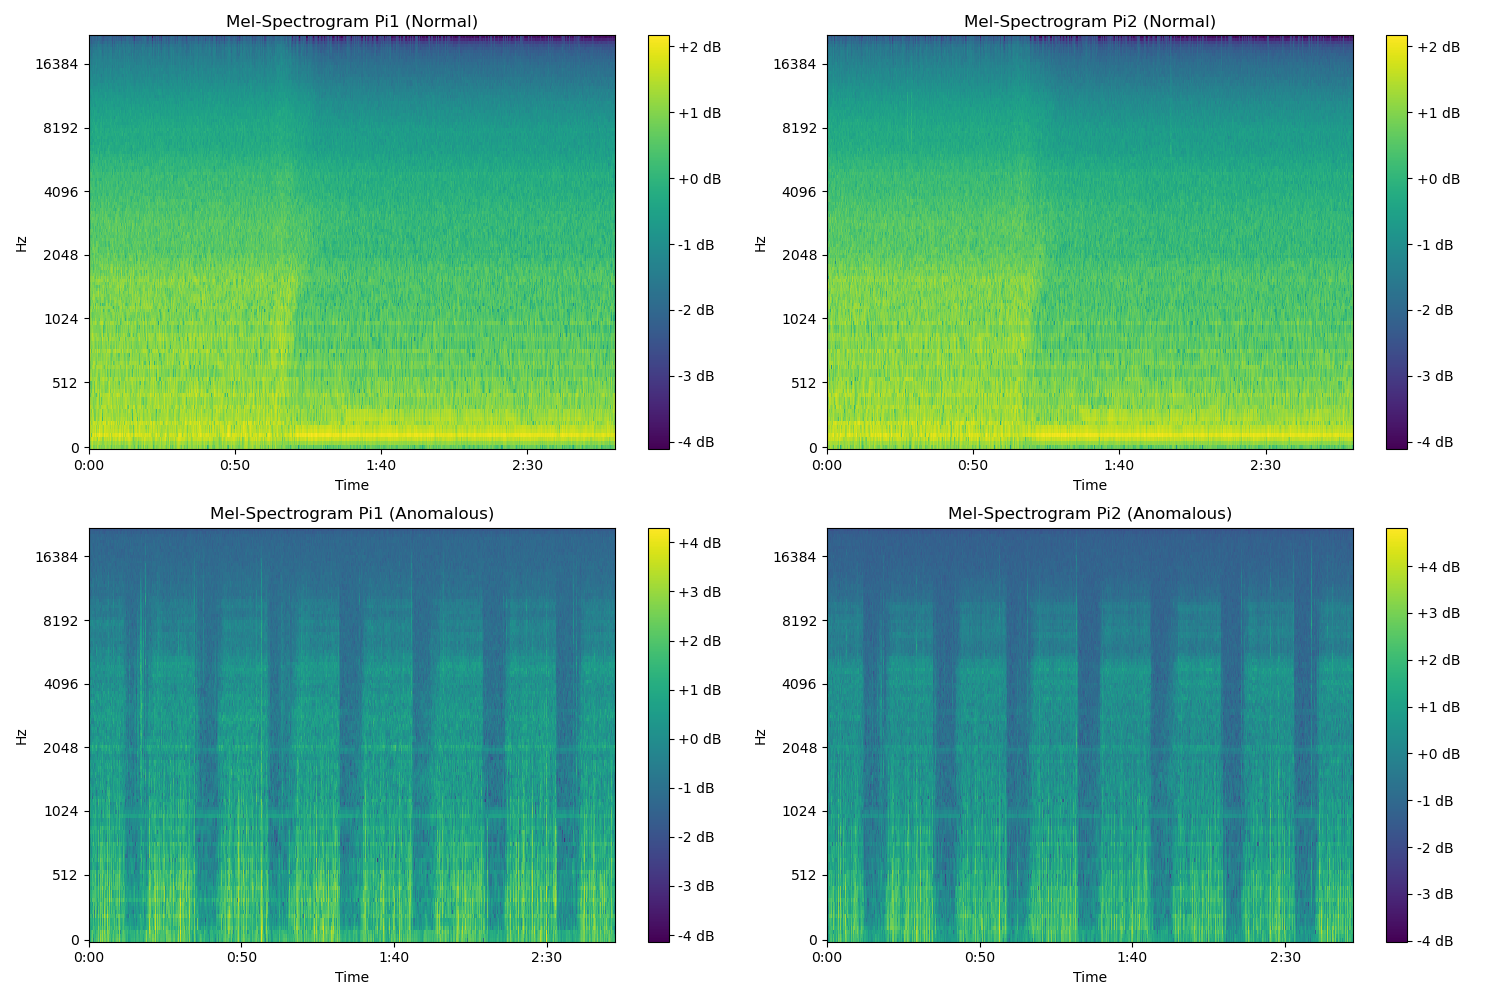 Mel-Spectrogram Pi1 (Normal)
Hz
16384
8192
4096
2048
1024
512
0
0:00
0:50
1:40
2:30
Time
+2 dB
+1 dB
+0 dB
-1 dB
-2 dB
-3 dB
-4 dB
Mel-Spectrogram Pi2 (Normal)
Hz
16384
8192
4096
2048
1024
512
0
0:00
0:50
1:40
2:30
Time
+2 dB
+1 dB
+0 dB
-1 dB
-2 dB
-3 dB
-4 dB
Mel-Spectrogram Pi1 (Anomalous)
Hz
16384
8192
4096
2048
1024
512
0
0:00
0:50
1:40
2:30
Time
+4 dB
+3 dB
+2 dB
+1 dB
+0 dB
-1 dB
-2 dB
-3 dB
-4 dB
Mel-Spectrogram Pi2 (Anomalous)
Hz
16384
8192
4096
2048
1024
512
0
0:00
0:50
1:40
2:30
Time
+4 dB
+3 dB
+2 dB
+1 dB
+0 dB
-1 dB
-2 dB
-3 dB
-4 dB